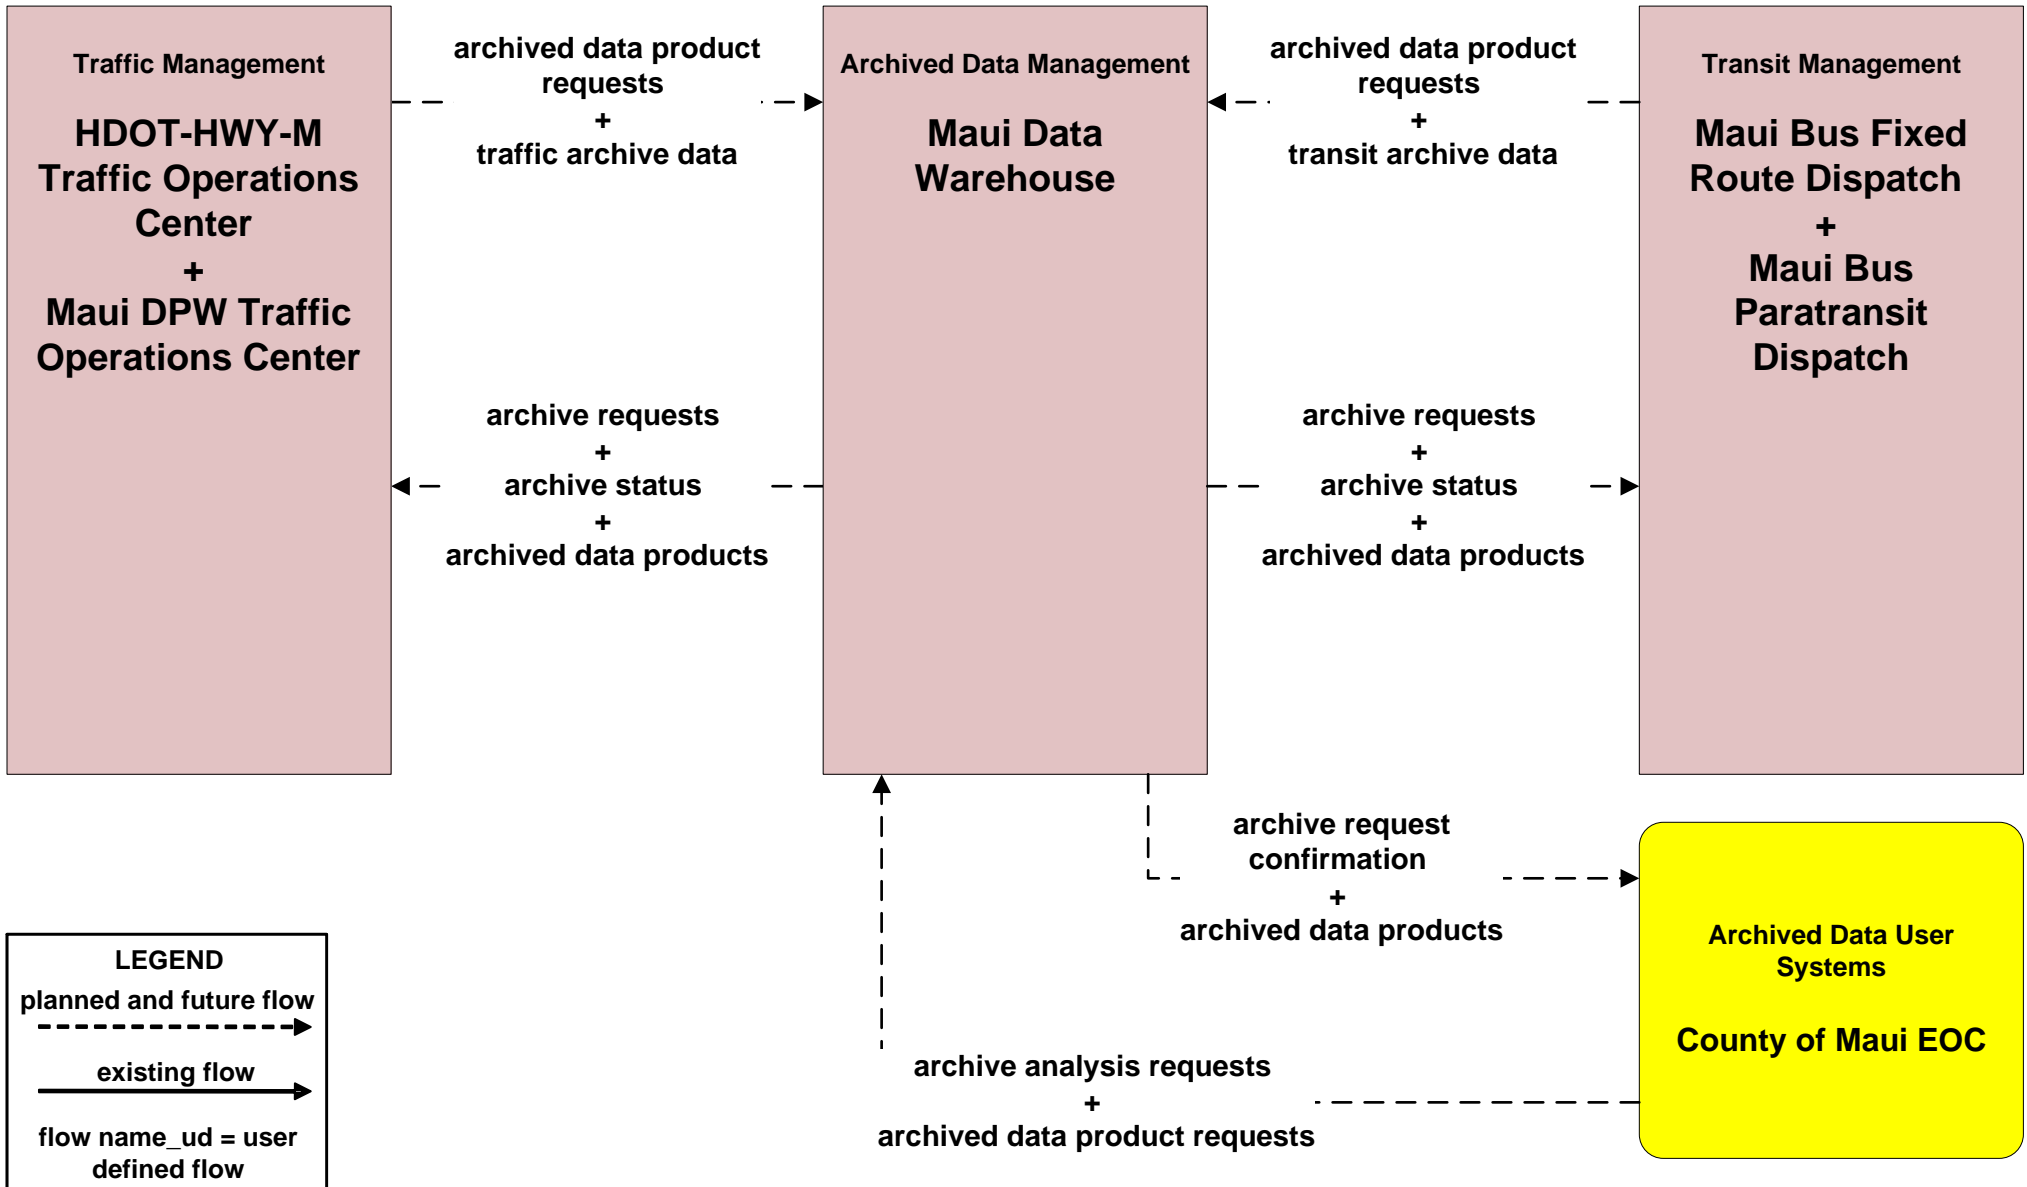 Traffic Management
HDOT-HWY-M
Traffic Operations
Center
+
Maui DPW Traffic
Operations Center
archived data product
requests
+
traffic archive data
archive requests
+
archive status
+
archived data products
Archived Data Management
Maui Data
Warehouse
archived data product
requests
+
transit archive data
archive requests
+
archive status
+
archived data products
Transit Management
Maui Bus Fixed
Route Dispatch
+
Maui Bus
Paratransit
Dispatch
archive request
confirmation
+
archived data products
Archived Data User
Systems
County of Maui EOC
archive analysis requests
+
archived data product requests
LEGEND
planned and future flow
existing flow
flow name_ud = user
defined flow